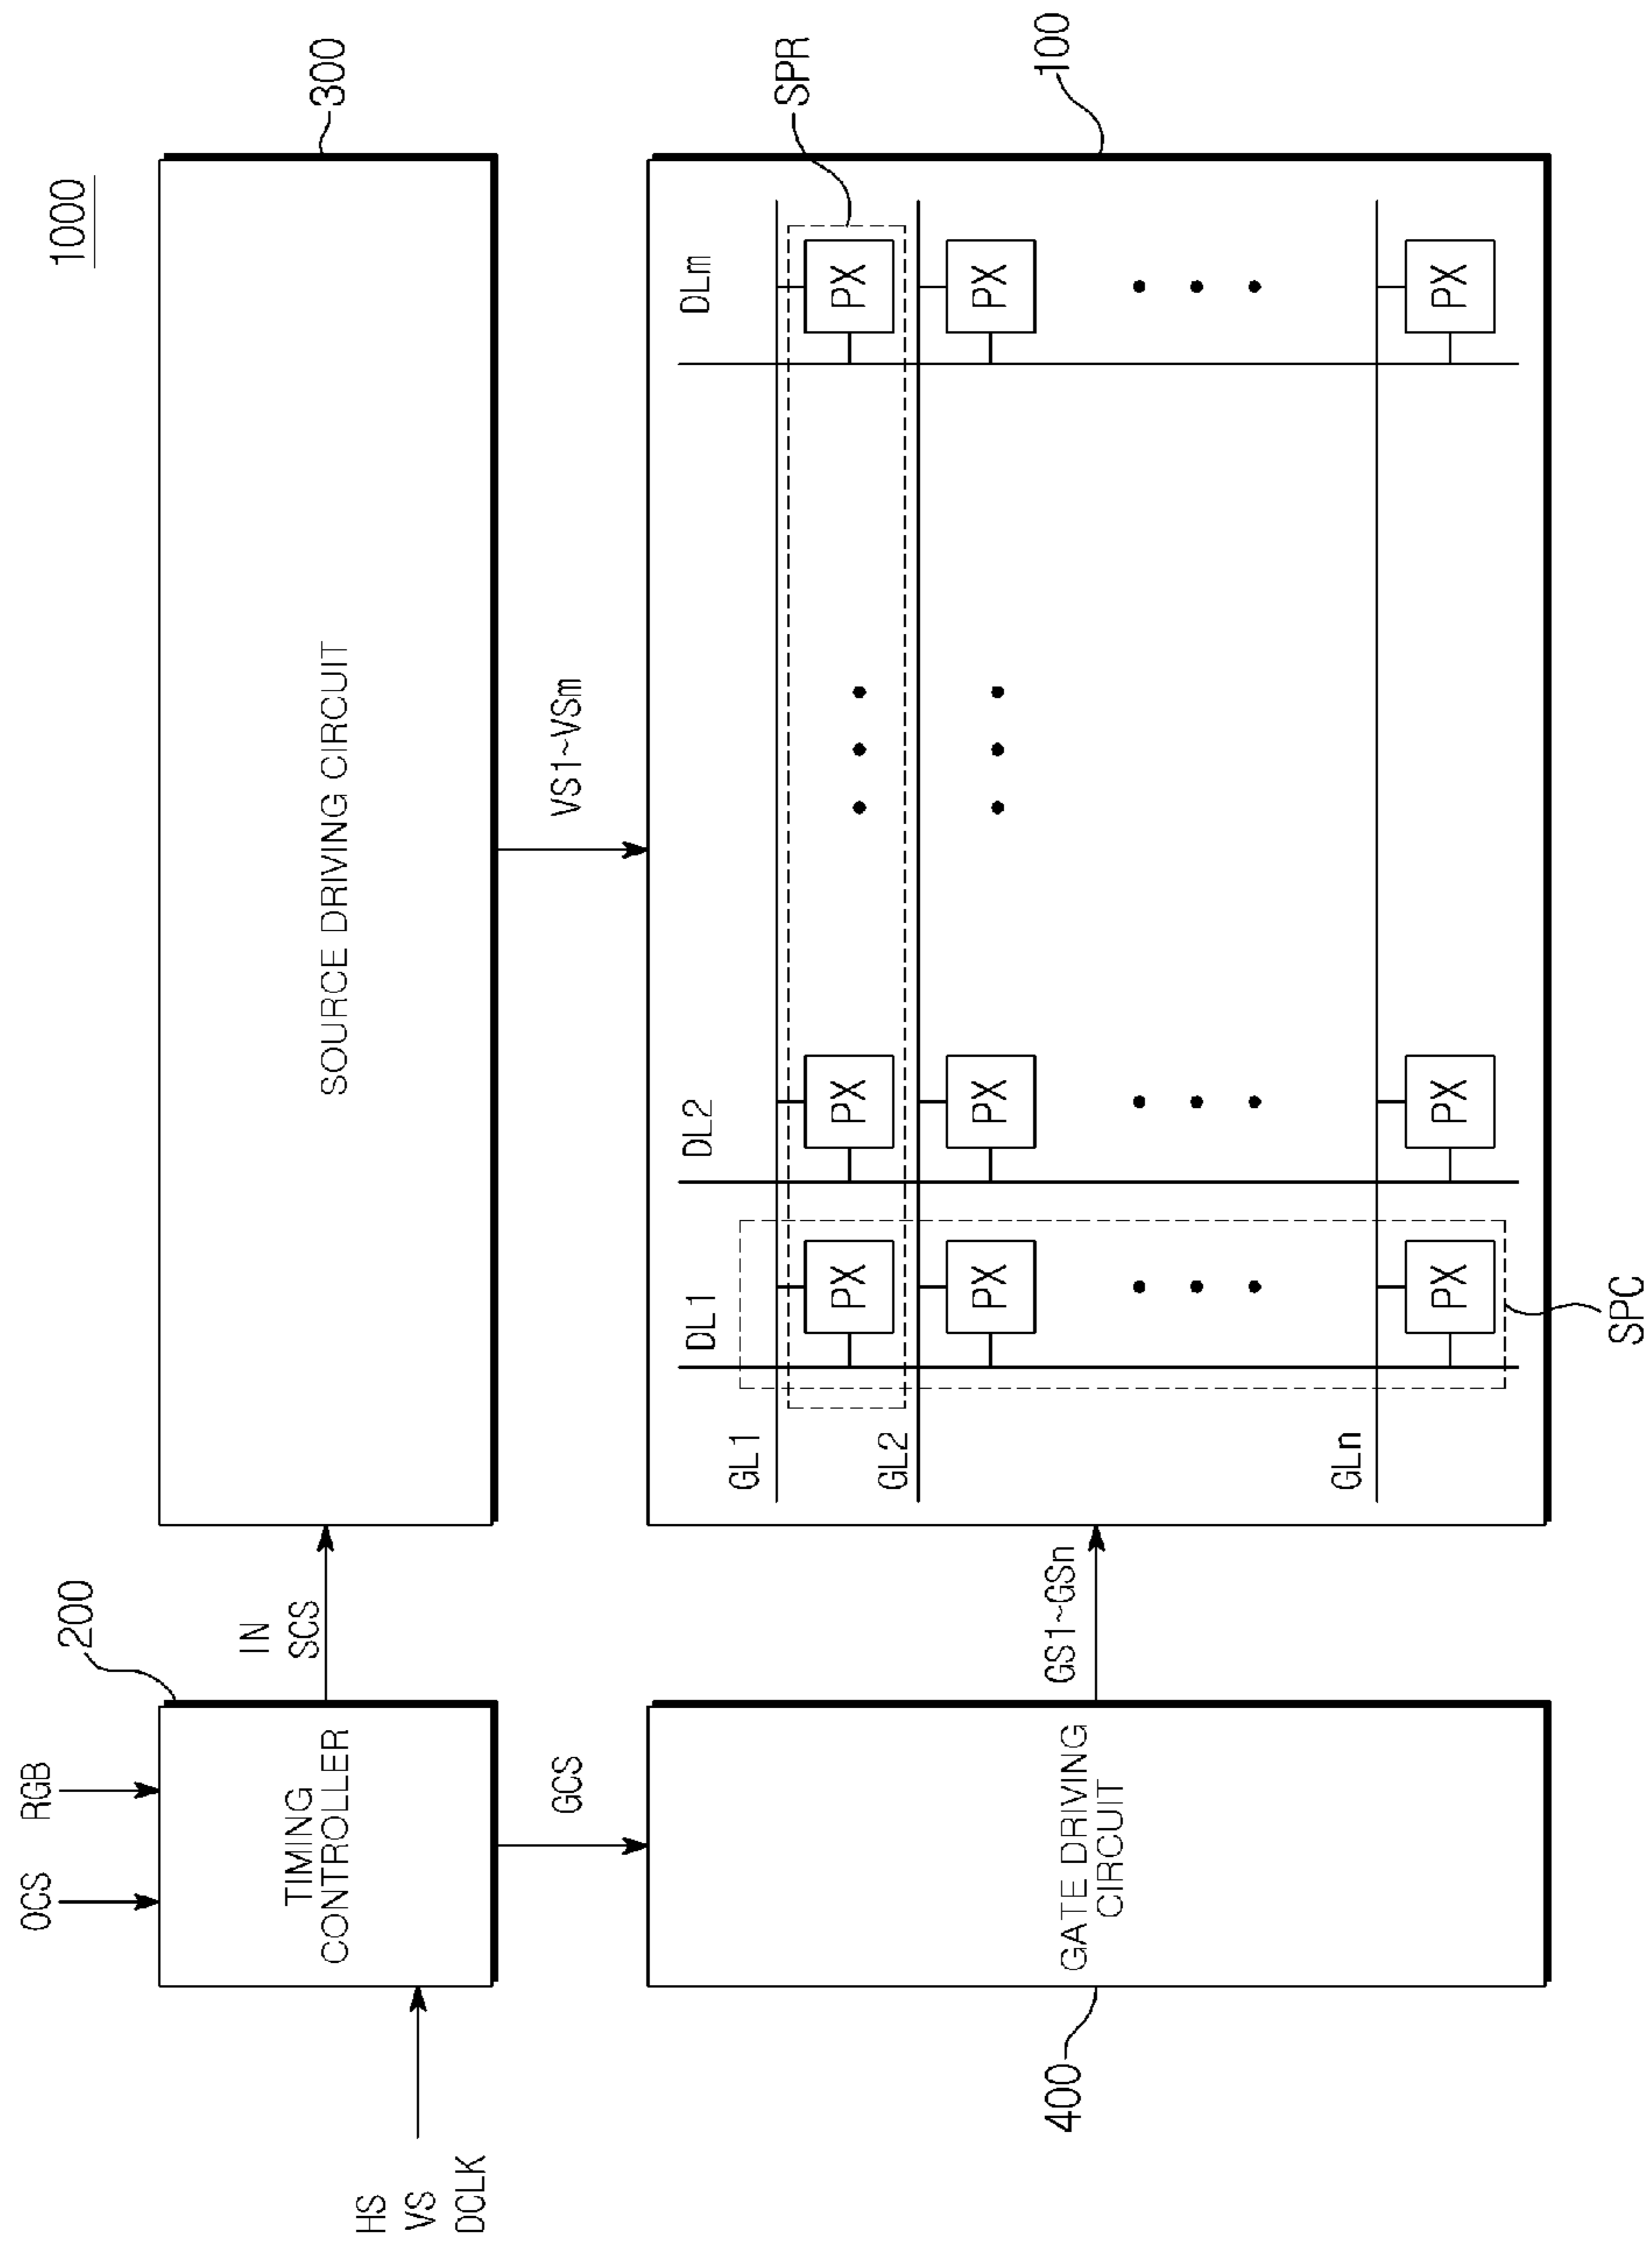 1000
OCS
RGB
200
HS
VS
DCLK
TIMING
CONTROLLER
IN
SCS
SOURCE DRIVING CIRCUIT
300
GCS
VS1~VSm
400
GATE DRIVING
CIRCUIT
GS1~GSn
DL1
DL2
DLm
SPR
GL1
PX
PX
PX
GL2
PX
PX
PX
100
GLn
PX
PX
PX
SPC